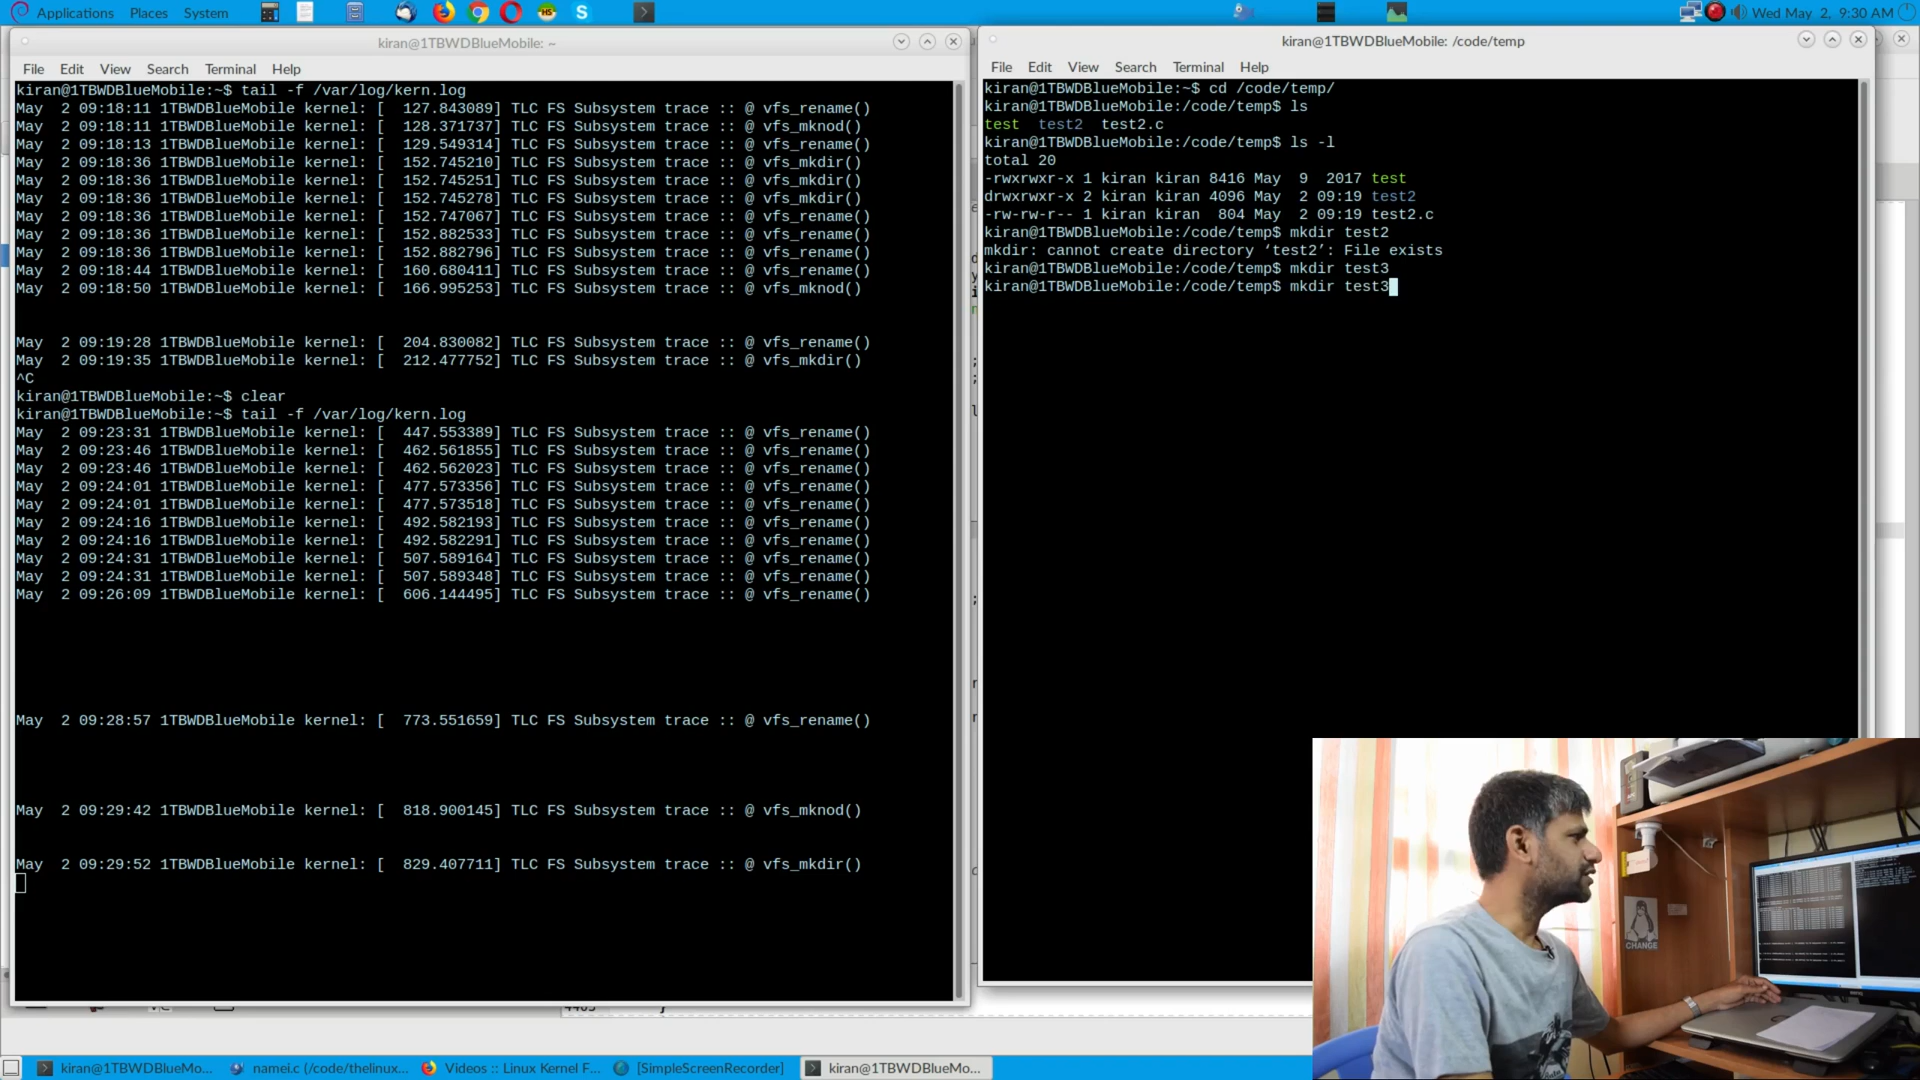 Applications Places System
Wed May 2, 9:30 AM
kiran@1TBWDBlueMobile: ~
File Edit View Search Terminal Help
kiran@1TBWDBlueMobile:~$ tail -f /var/log/kern.log
May  2 09:18:11 1TBWDBlueMobile kernel: [  127.843089] TLC FS Subsystem trace :: @ vfs_rename()
May  2 09:18:11 1TBWDBlueMobile kernel: [  128.371737] TLC FS Subsystem trace :: @ vfs_mknod()
May  2 09:18:13 1TBWDBlueMobile kernel: [  129.549314] TLC FS Subsystem trace :: @ vfs_rename()
May  2 09:18:36 1TBWDBlueMobile kernel: [  152.745210] TLC FS Subsystem trace :: @ vfs_mkdir()
May  2 09:18:36 1TBWDBlueMobile kernel: [  152.745251] TLC FS Subsystem trace :: @ vfs_mkdir()
May  2 09:18:36 1TBWDBlueMobile kernel: [  152.745278] TLC FS Subsystem trace :: @ vfs_mkdir()
May  2 09:18:36 1TBWDBlueMobile kernel: [  152.747067] TLC FS Subsystem trace :: @ vfs_rename()
May  2 09:18:36 1TBWDBlueMobile kernel: [  152.882533] TLC FS Subsystem trace :: @ vfs_rename()
May  2 09:18:36 1TBWDBlueMobile kernel: [  152.882796] TLC FS Subsystem trace :: @ vfs_rename()
May  2 09:18:44 1TBWDBlueMobile kernel: [  160.680411] TLC FS Subsystem trace :: @ vfs_rename()
May  2 09:18:50 1TBWDBlueMobile kernel: [  166.995253] TLC FS Subsystem trace :: @ vfs_mknod()
May  2 09:19:28 1TBWDBlueMobile kernel: [  204.830082] TLC FS Subsystem trace :: @ vfs_rename()
May  2 09:19:35 1TBWDBlueMobile kernel: [  212.477752] TLC FS Subsystem trace :: @ vfs_mkdir()
^C
kiran@1TBWDBlueMobile:~$ clear
kiran@1TBWDBlueMobile:~$ tail -f /var/log/kern.log
May  2 09:23:31 1TBWDBlueMobile kernel: [  447.553389] TLC FS Subsystem trace :: @ vfs_rename()
May  2 09:23:46 1TBWDBlueMobile kernel: [  462.561855] TLC FS Subsystem trace :: @ vfs_rename()
May  2 09:23:46 1TBWDBlueMobile kernel: [  462.562023] TLC FS Subsystem trace :: @ vfs_rename()
May  2 09:24:01 1TBWDBlueMobile kernel: [  477.573356] TLC FS Subsystem trace :: @ vfs_rename()
May  2 09:24:01 1TBWDBlueMobile kernel: [  477.573518] TLC FS Subsystem trace :: @ vfs_rename()
May  2 09:24:16 1TBWDBlueMobile kernel: [  492.582193] TLC FS Subsystem trace :: @ vfs_rename()
May  2 09:24:16 1TBWDBlueMobile kernel: [  492.582291] TLC FS Subsystem trace :: @ vfs_rename()
May  2 09:24:31 1TBWDBlueMobile kernel: [  507.589164] TLC FS Subsystem trace :: @ vfs_rename()
May  2 09:24:31 1TBWDBlueMobile kernel: [  507.589348] TLC FS Subsystem trace :: @ vfs_rename()
May  2 09:26:09 1TBWDBlueMobile kernel: [  606.144495] TLC FS Subsystem trace :: @ vfs_rename()
May  2 09:28:57 1TBWDBlueMobile kernel: [  773.551659] TLC FS Subsystem trace :: @ vfs_rename()
May  2 09:29:42 1TBWDBlueMobile kernel: [  818.900145] TLC FS Subsystem trace :: @ vfs_mknod()
May  2 09:29:52 1TBWDBlueMobile kernel: [  829.407711] TLC FS Subsystem trace :: @ vfs_mkdir()
kiran@1TBWDBlueMobile: /code/temp
File Edit View Search Terminal Help
kiran@1TBWDBlueMobile:~$ cd /code/temp/
kiran@1TBWDBlueMobile:/code/temp$ ls
test  test2  test2.c
kiran@1TBWDBlueMobile:/code/temp$ ls -l
total 20
-rwxrwxr-x 1 kiran kiran 8416 May  9  2017 test
drwxrwxr-x 2 kiran kiran 4096 May  2 09:19 test2
-rw-rw-r-- 1 kiran kiran  804 May  2 09:19 test2.c
kiran@1TBWDBlueMobile:/code/temp$ mkdir test2
mkdir: cannot create directory ‘test2’: File exists
kiran@1TBWDBlueMobile:/code/temp$ mkdir test3
kiran@1TBWDBlueMobile:/code/temp$ mkdir test3
CHANGE
kiran@1TBWDBlueMo... namei.c (/code/thelinux... Videos :: Linux Kernel F... [SimpleScreenRecorder] kiran@1TBWDBlueMo...